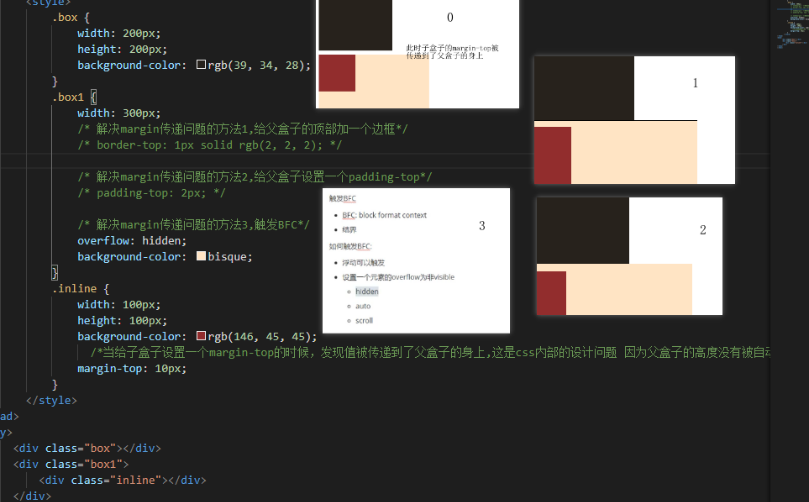 <style>
.box {
width: 200px;
height: 200px;
background-color: rgb(39, 34, 28);
}
.box1 {
width: 300px;
/* 解决margin传递问题的方法1,给父盒子的顶部加一个边框*/
/* border-top: 1px solid rgb(2, 2, 2); */
/* 解决margin传递问题的方法2,给父盒子设置一个padding-top*/
/* padding-top: 2px; */
/* 解决margin传递问题的方法3,触发BFC*/
overflow: hidden;
background-color: bisque;
}
.inline {
width: 100px;
height: 100px;
background-color: rgb(146, 45, 45);
/*当给子盒子设置一个margin-top的时候，发现值被传递到了父盒子的身上,这是css内部的设计问题 因为父盒子的高度没有被自动
margin-top: 10px;
}
</style>
ad>
y>
<div class="box"></div>
<div class="box1">
<div class="inline"></div>
</div>
0
此时子盒子的margin-top被
传递到了父盒子的身上
1
2
3
触发BFC
BFC: block format context
结界
如何触发BFC:
浮动可以触发
设置一个元素的overflow为非visible
hidden
auto
scroll